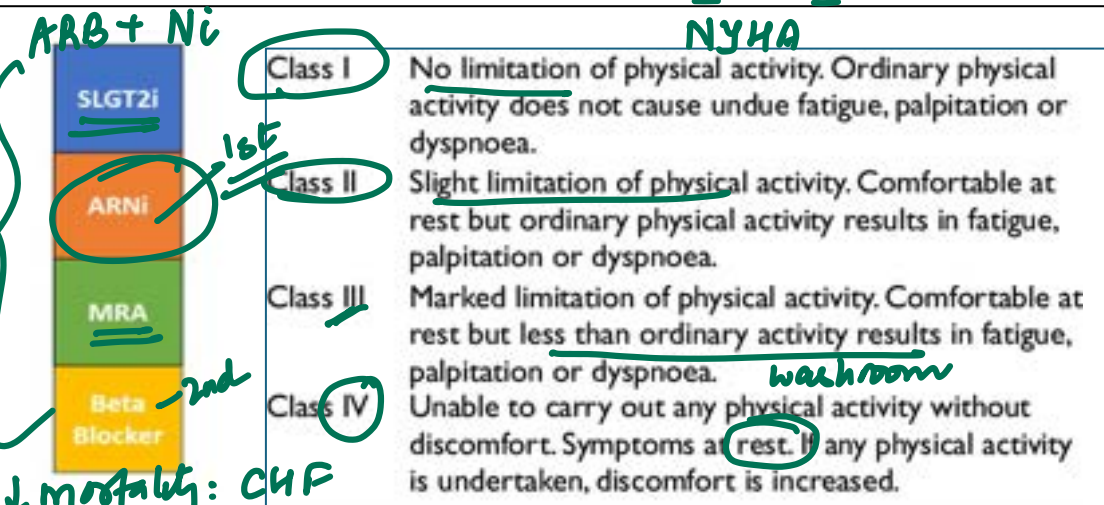 ARB + Ni
NYHA
SLGT2i
ARNi
1st
MRA
Beta
Blocker
2nd
↓ mortality: CHF
Class I No limitation of physical activity. Ordinary physical
activity does not cause undue fatigue, palpitation or
dyspnoea.
Class II Slight limitation of physical activity. Comfortable at
rest but ordinary physical activity results in fatigue,
palpitation or dyspnoea.
Class III Marked limitation of physical activity. Comfortable at
rest but less than ordinary activity results in fatigue,
palpitation or dyspnoea.
washroom
Class IV Unable to carry out any physical activity without
discomfort. Symptoms at rest. If any physical activity
is undertaken, discomfort is increased.